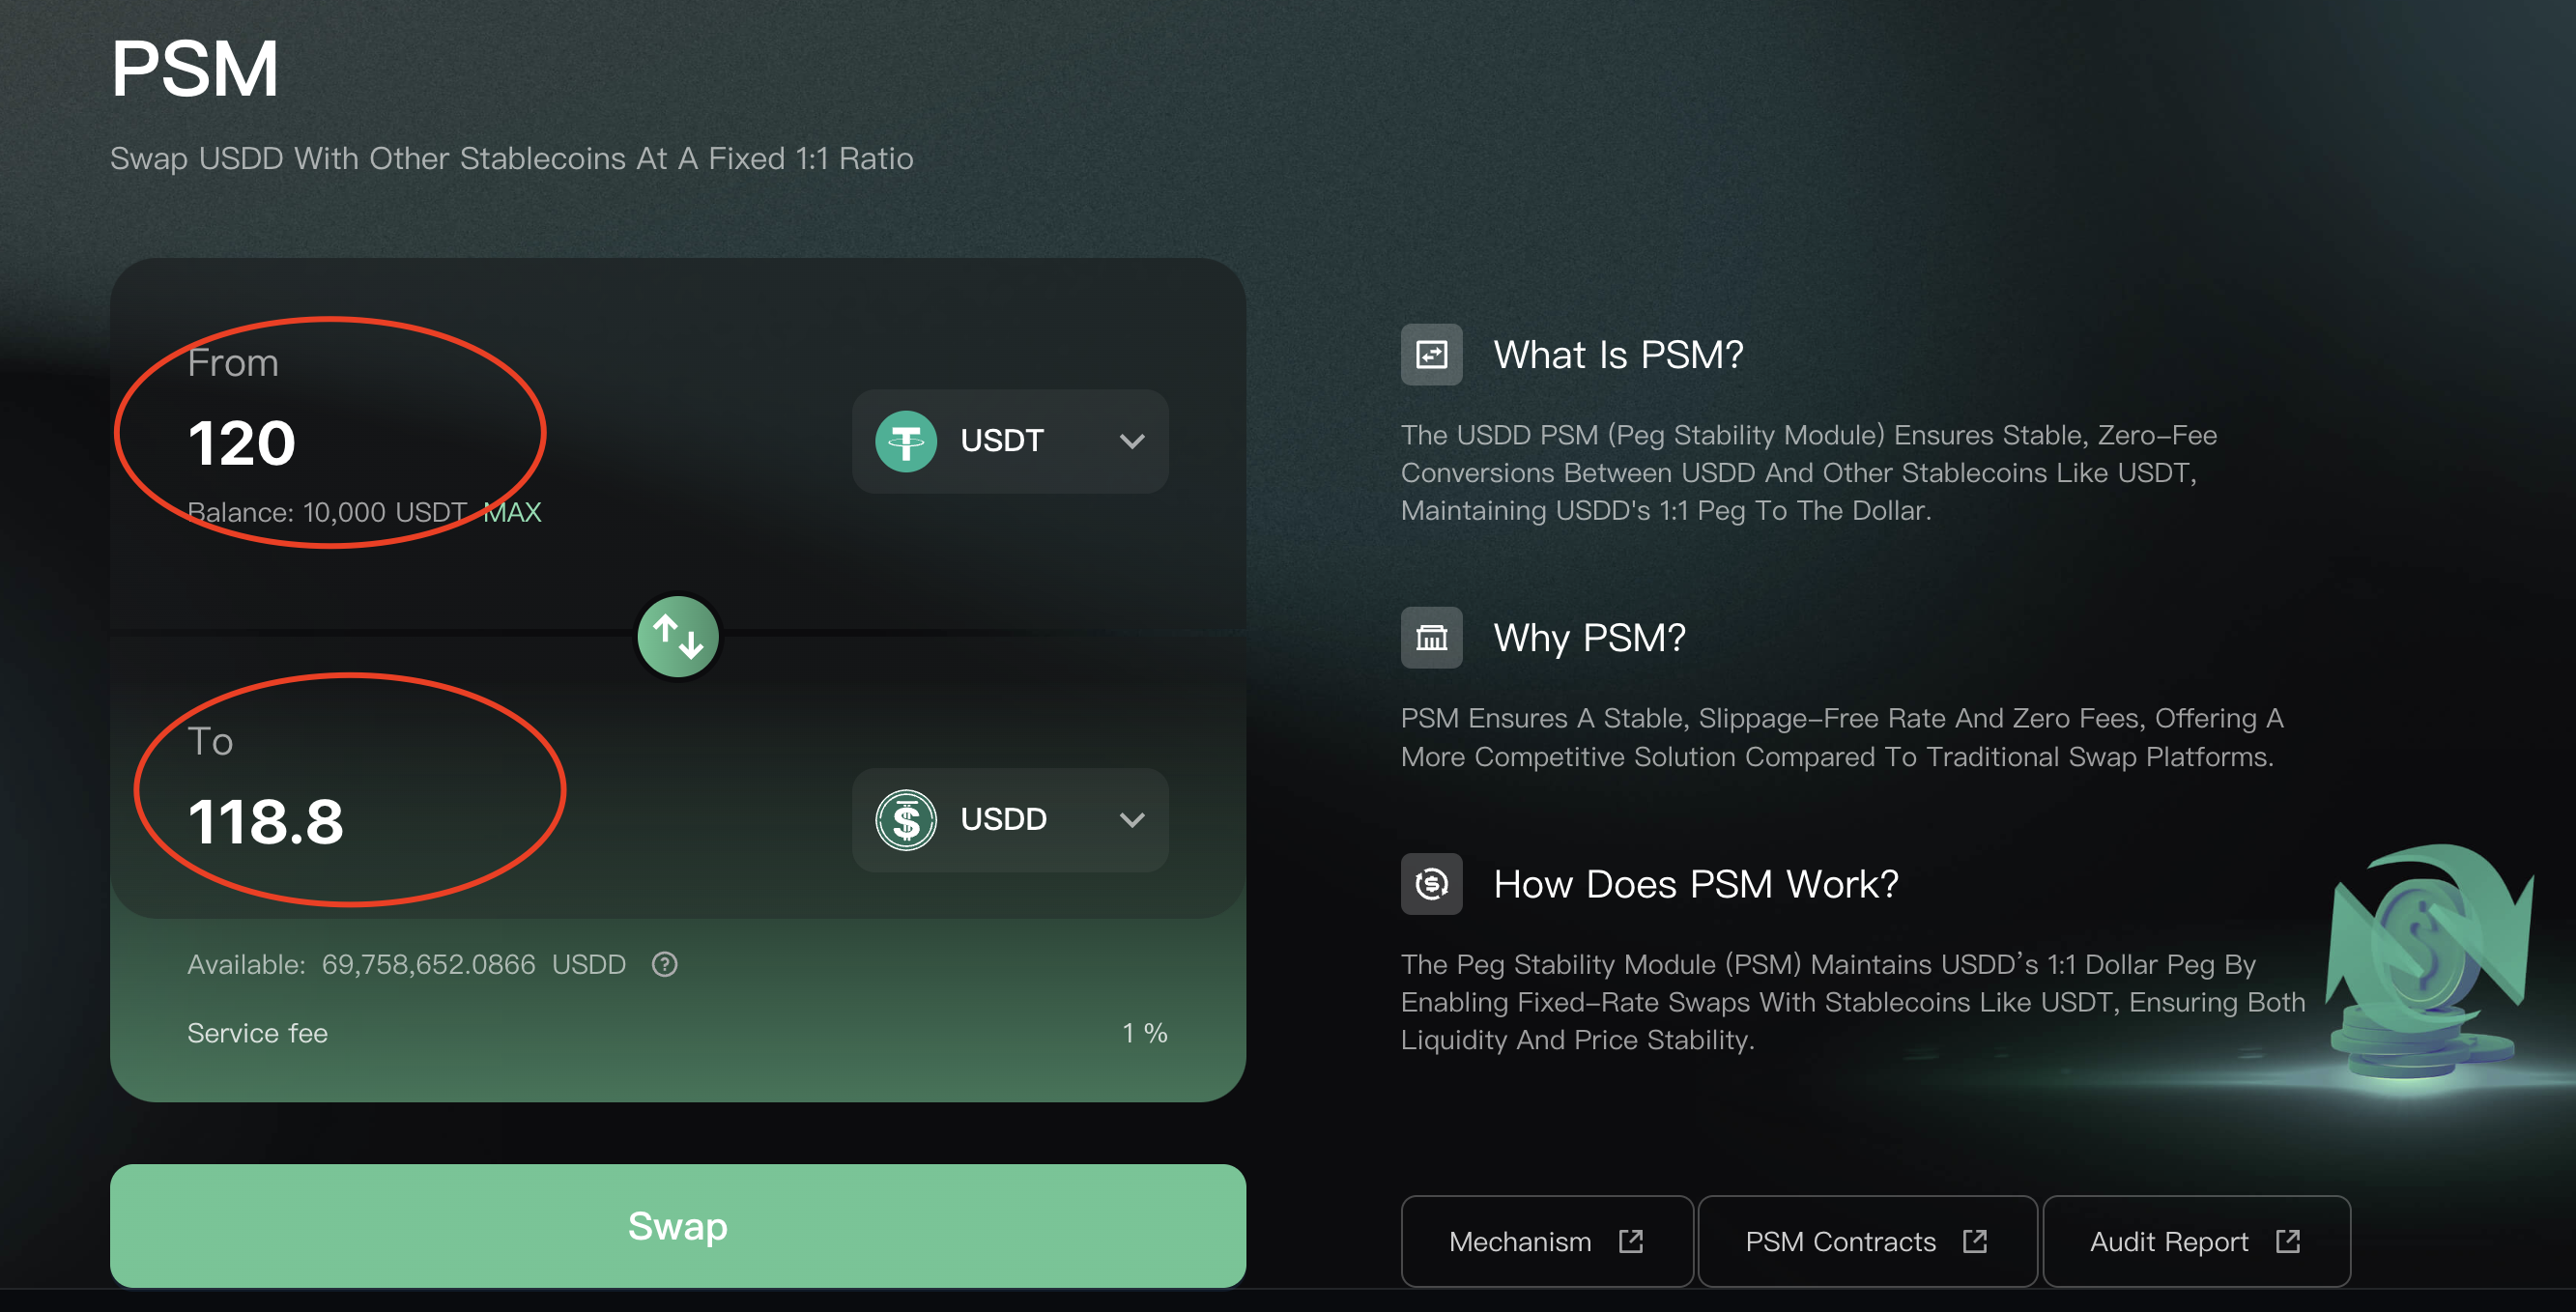 PSM
Swap USDD With Other Stablecoins At A Fixed 1:1 Ratio
From
120
Balance: 10,000 USDT MAX
USDT
To
118.8
USDD
Available: 69,758,652.0866 USDD
Service fee 1 %
Swap
What Is PSM?
The USDD PSM (Peg Stability Module) Ensures Stable, Zero–Fee
Conversions Between USDD And Other Stablecoins Like USDT,
Maintaining USDD's 1:1 Peg To The Dollar.
Why PSM?
PSM Ensures A Stable, Slippage–Free Rate And Zero Fees, Offering A
More Competitive Solution Compared To Traditional Swap Platforms.
How Does PSM Work?
The Peg Stability Module (PSM) Maintains USDD’s 1:1 Dollar Peg By
Enabling Fixed–Rate Swaps With Stablecoins Like USDT, Ensuring Both
Liquidity And Price Stability.
Mechanism
PSM Contracts
Audit Report